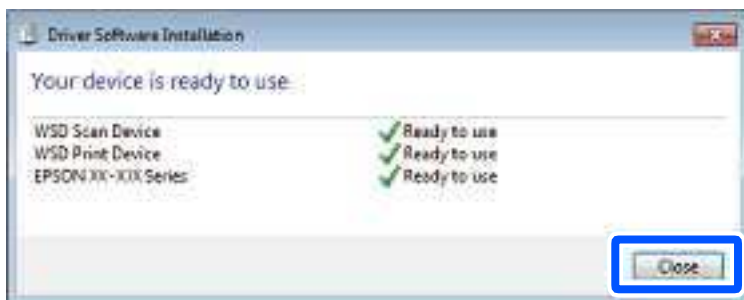 Driver Software Installation
Your device is ready to use
WSD Scan Device Ready to use
WSD Print Device Ready to use
EPSON XX-XXX Series Ready to use
Close